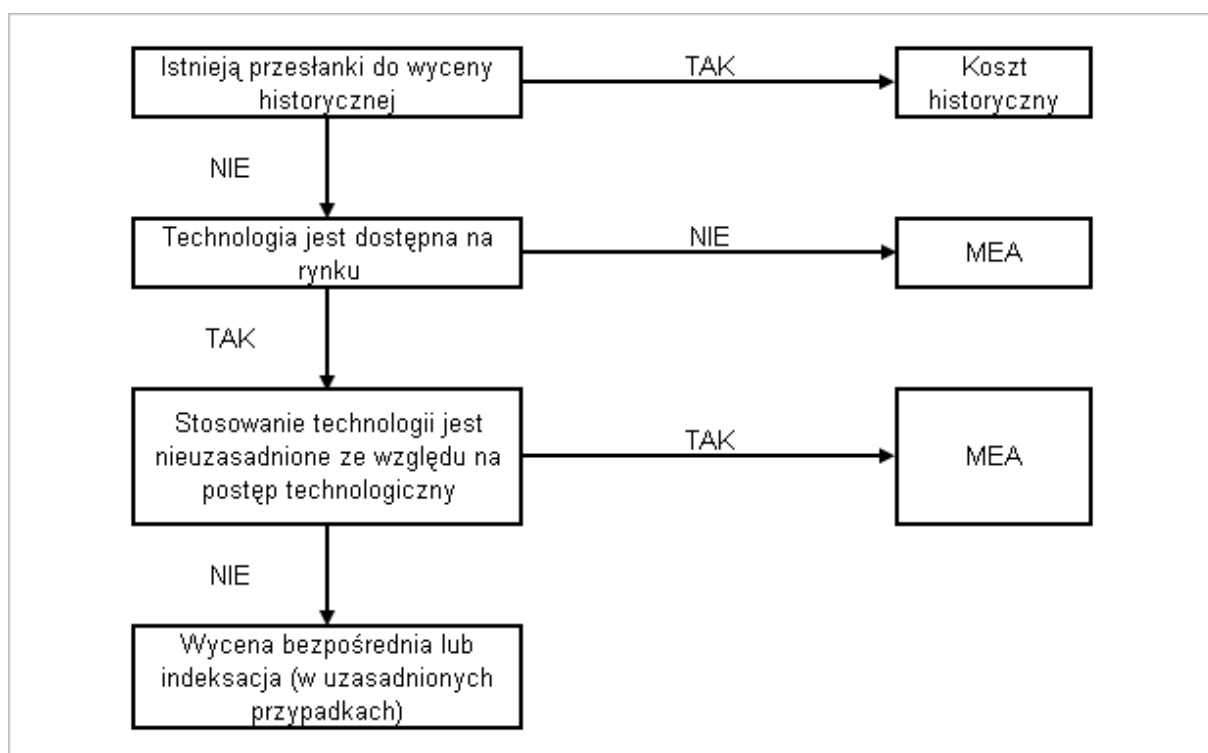 Istnieją przesłanki do wyceny
historycznej
TAK
Koszt
historyczny
NIE
Technologia jest dostępna na
rynku
NIE
MEA
TAK
Stosowanie technologii jest
nieuzasadnione ze względu na
postęp technologiczny
TAK
MEA
NIE
Wycena bezpośrednia lub
indeksacja (w uzasadnionych
przypadkach)